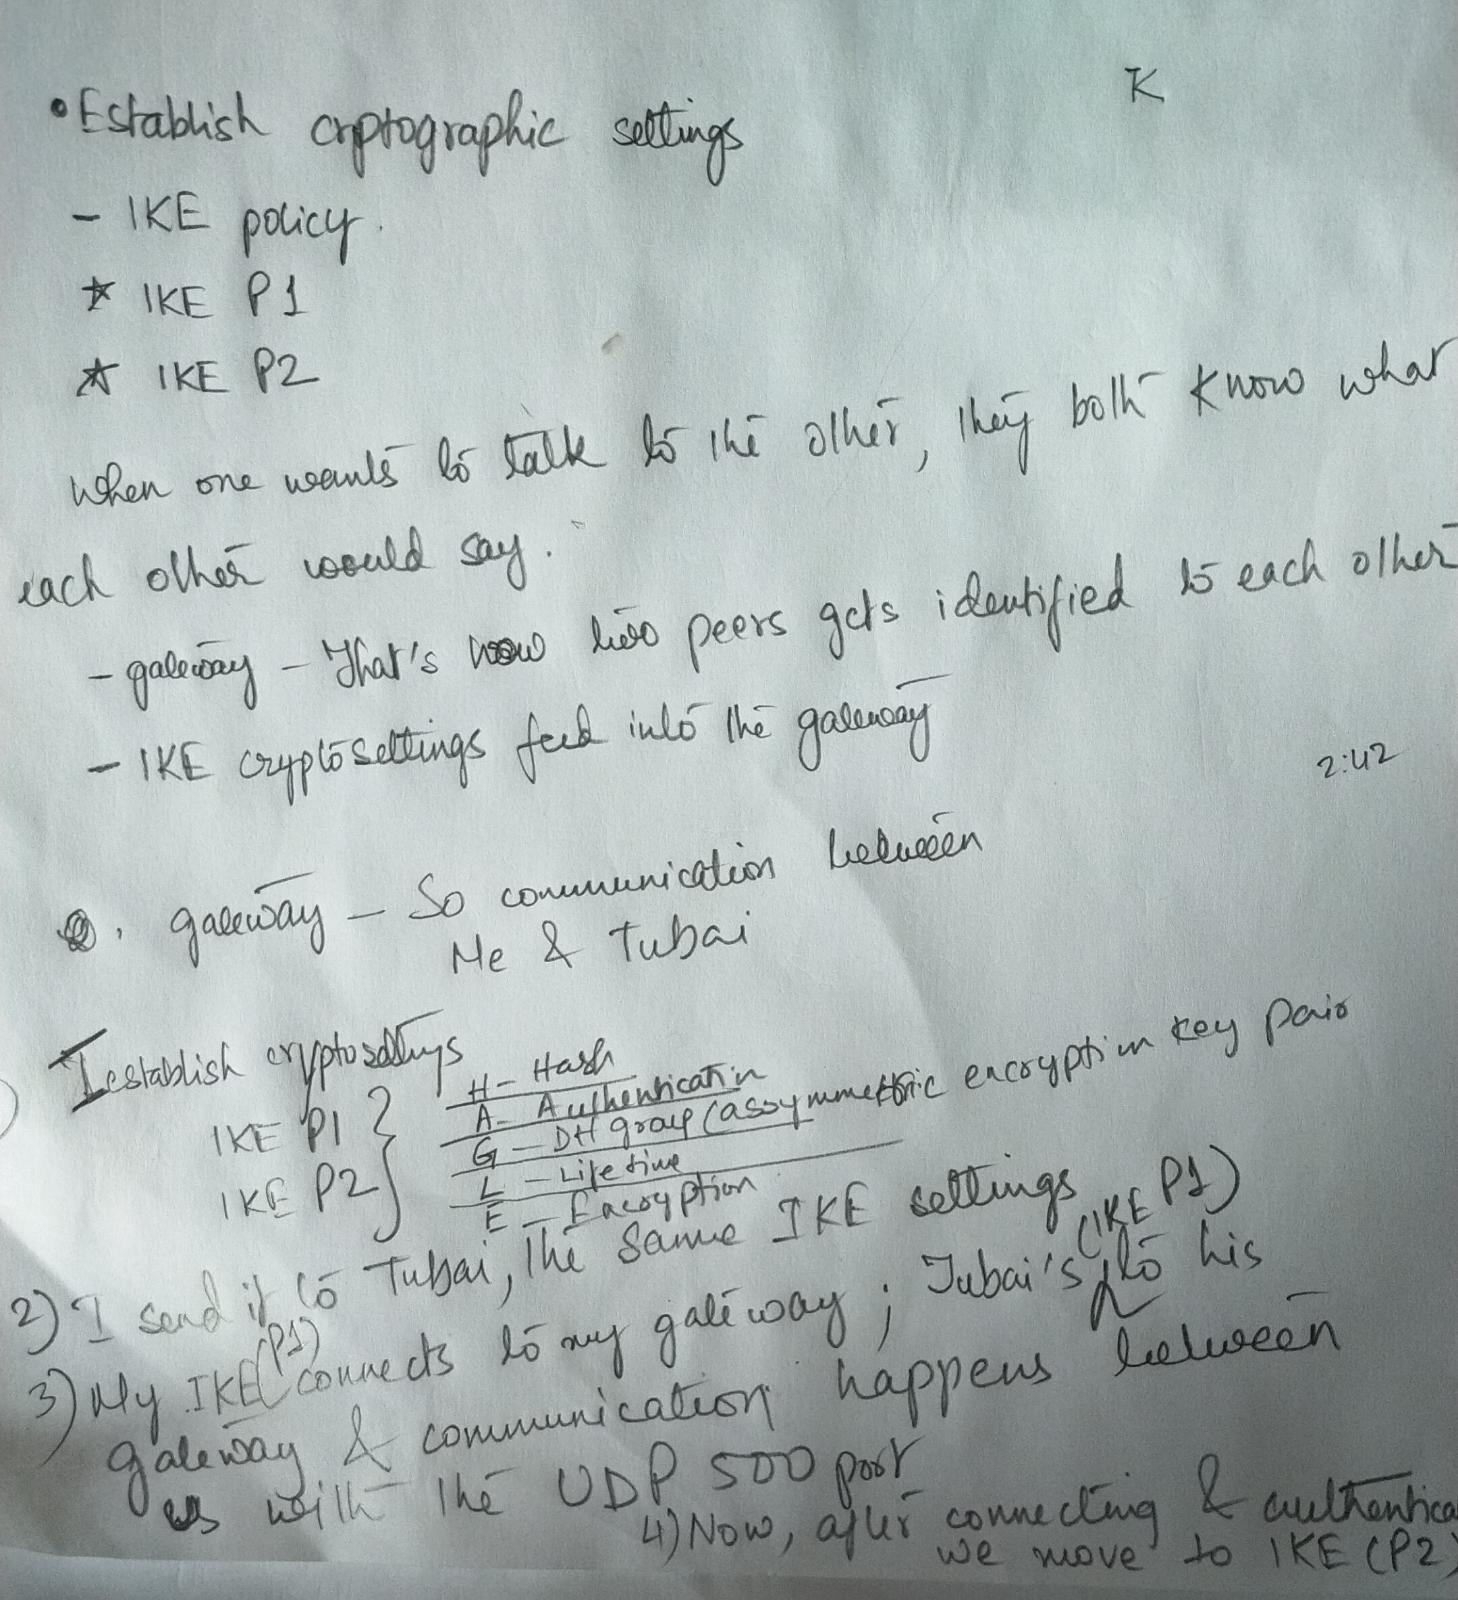 K
• Establish cryptographic settings
- IKE policy.
* IKE P1
* IKE P2
When one wants to talk to the other, they both know what
each other would say.
- gateway - That's how two peers gets identified to each other
- IKE crypto settings feed into the gateway
2:42
gateway - So communication between
Me & Tubai
I establish cryptosettings
IKE P1
IKE P2
H - Hash
A - Authentication
G - DH group (assymmetric encryption key pair
L - Lifetime
E - Encryption
2) I send it to Tubai, the same IKE settings
3) My IKE (P1) connects to my gateway; Tubai's (IKE P1) to his
gateway & communication happens between
us with the UDP 500 port
4) Now, after connecting & authentica
we move to IKE (P2)